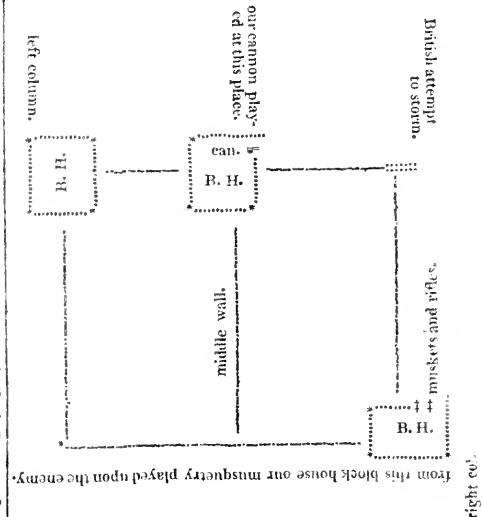 left column.
our cannon play-
ed at this place.
British attempt
to storm.
B. H.
can.
B. H.
middle wall.
muskets and rifles.
‡ ‡
B. H.
from this block house our musquetry played upon the enemy.
right col.